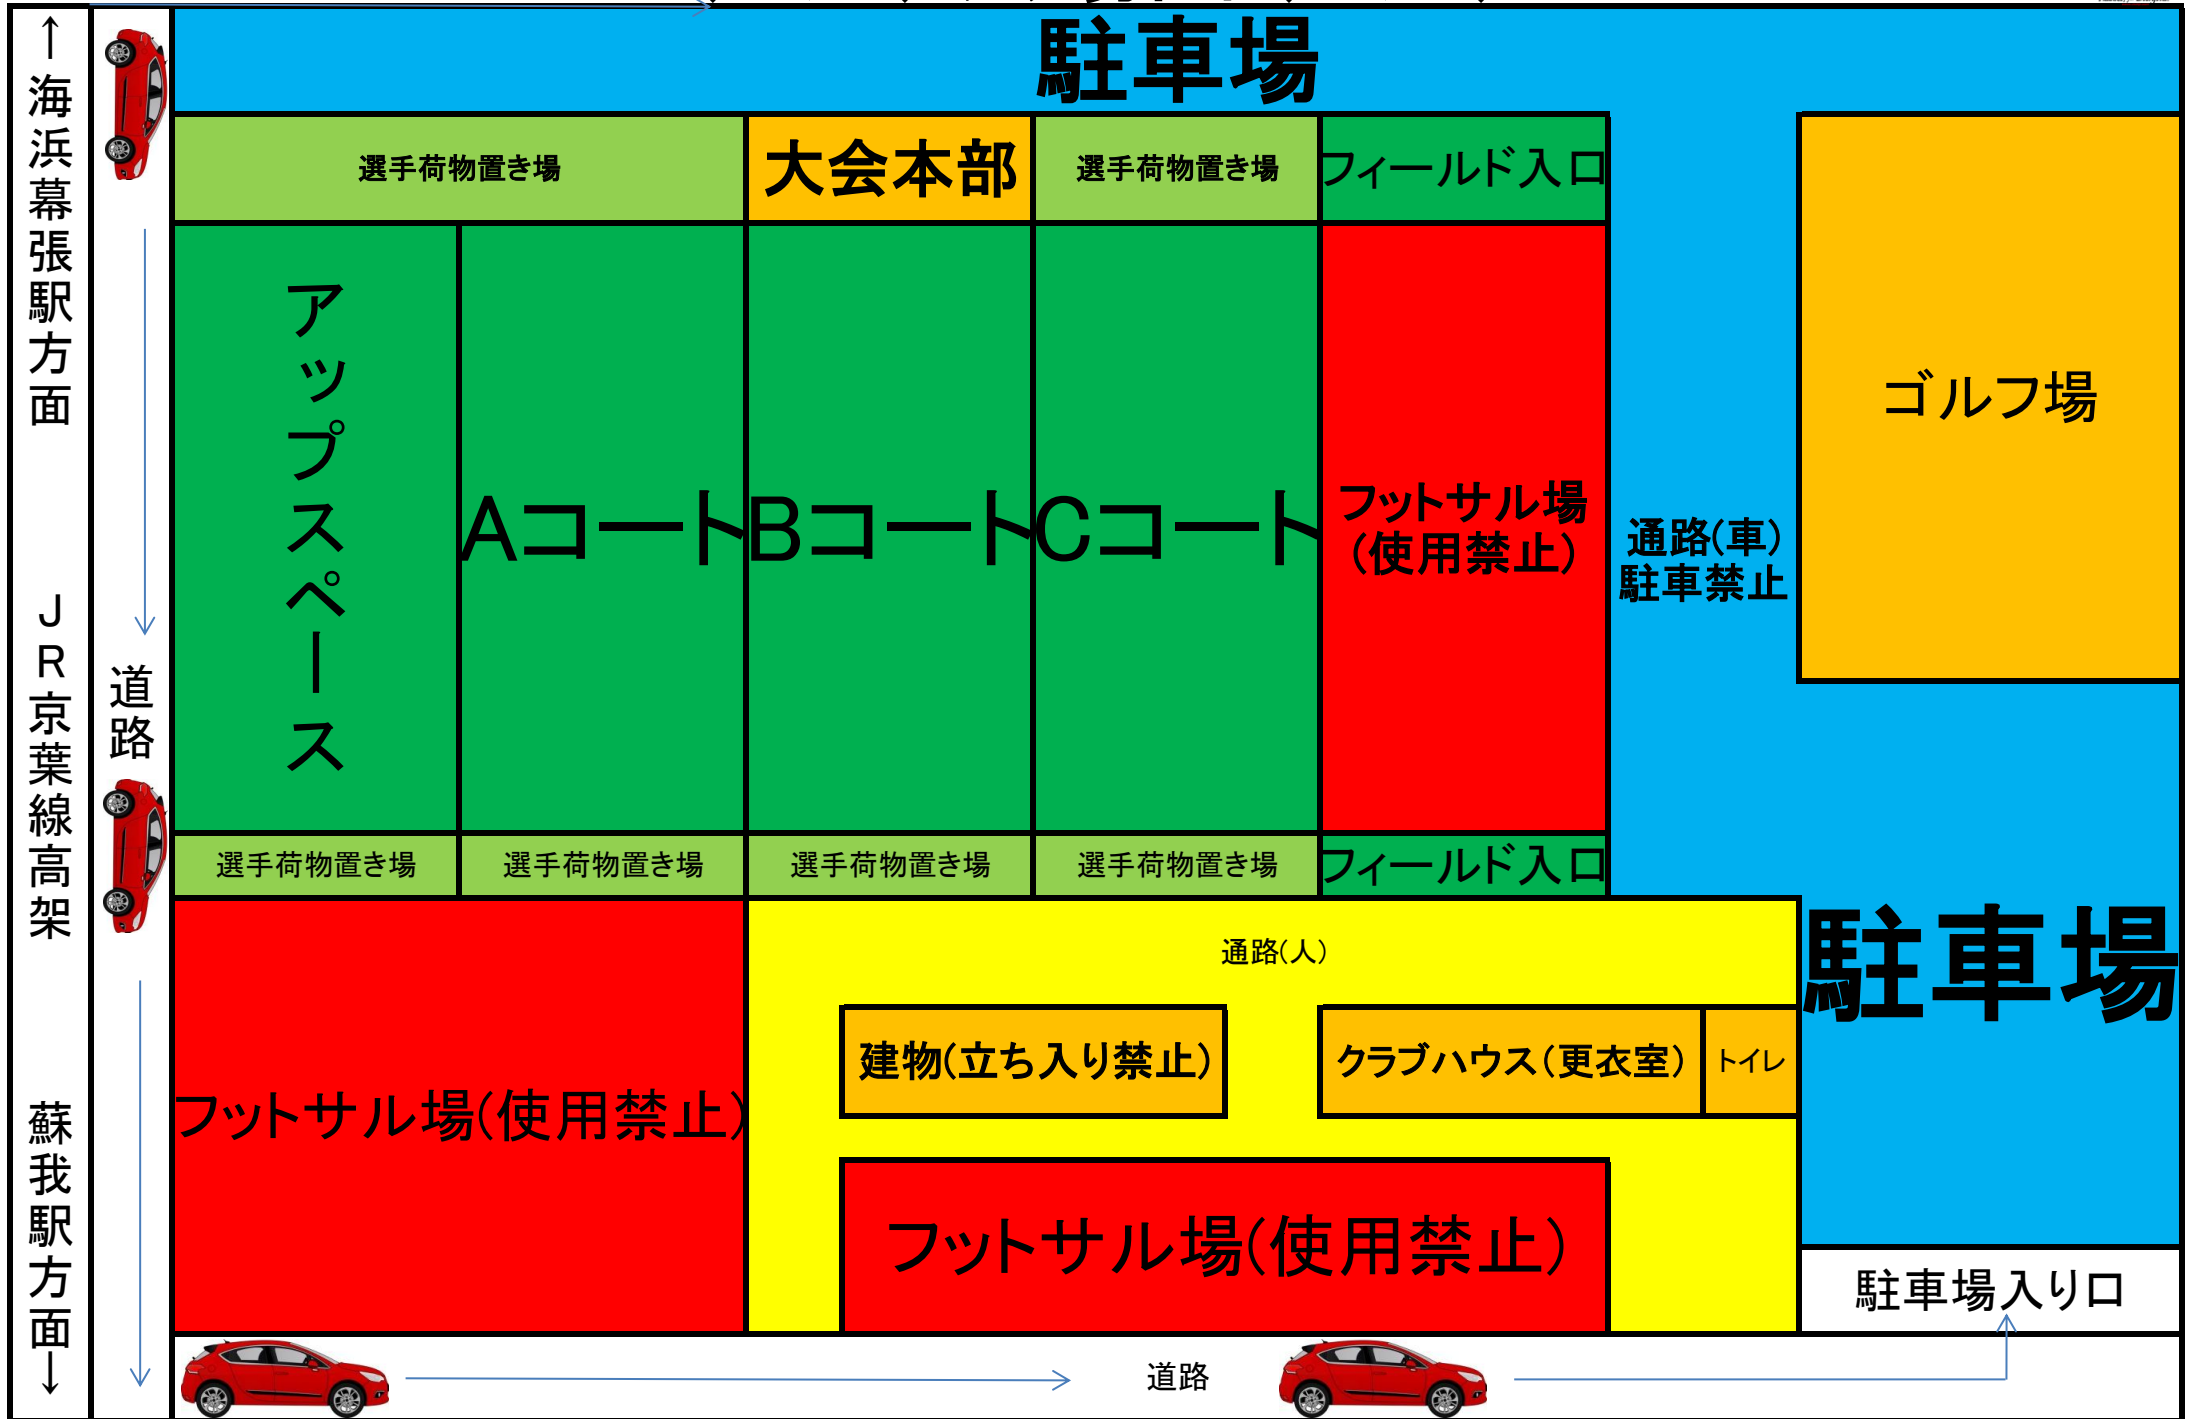 駐車場
↑海浜幕張駅方面
JR京葉線高架
蘇我駅方面↓
道路
選手荷物置き場
大会本部
選手荷物置き場
フィールド入口
アップスペース
Aコート
Bコート
Cコート
フットサル場
(使用禁止)
通路(車)
駐車禁止
ゴルフ場
選手荷物置き場
選手荷物置き場
選手荷物置き場
選手荷物置き場
フィールド入口
駐車場
通路(人)
建物(立ち入り禁止)
クラブハウス(更衣室)
トイレ
フットサル場(使用禁止)
フットサル場(使用禁止)
駐車場入り口
道路